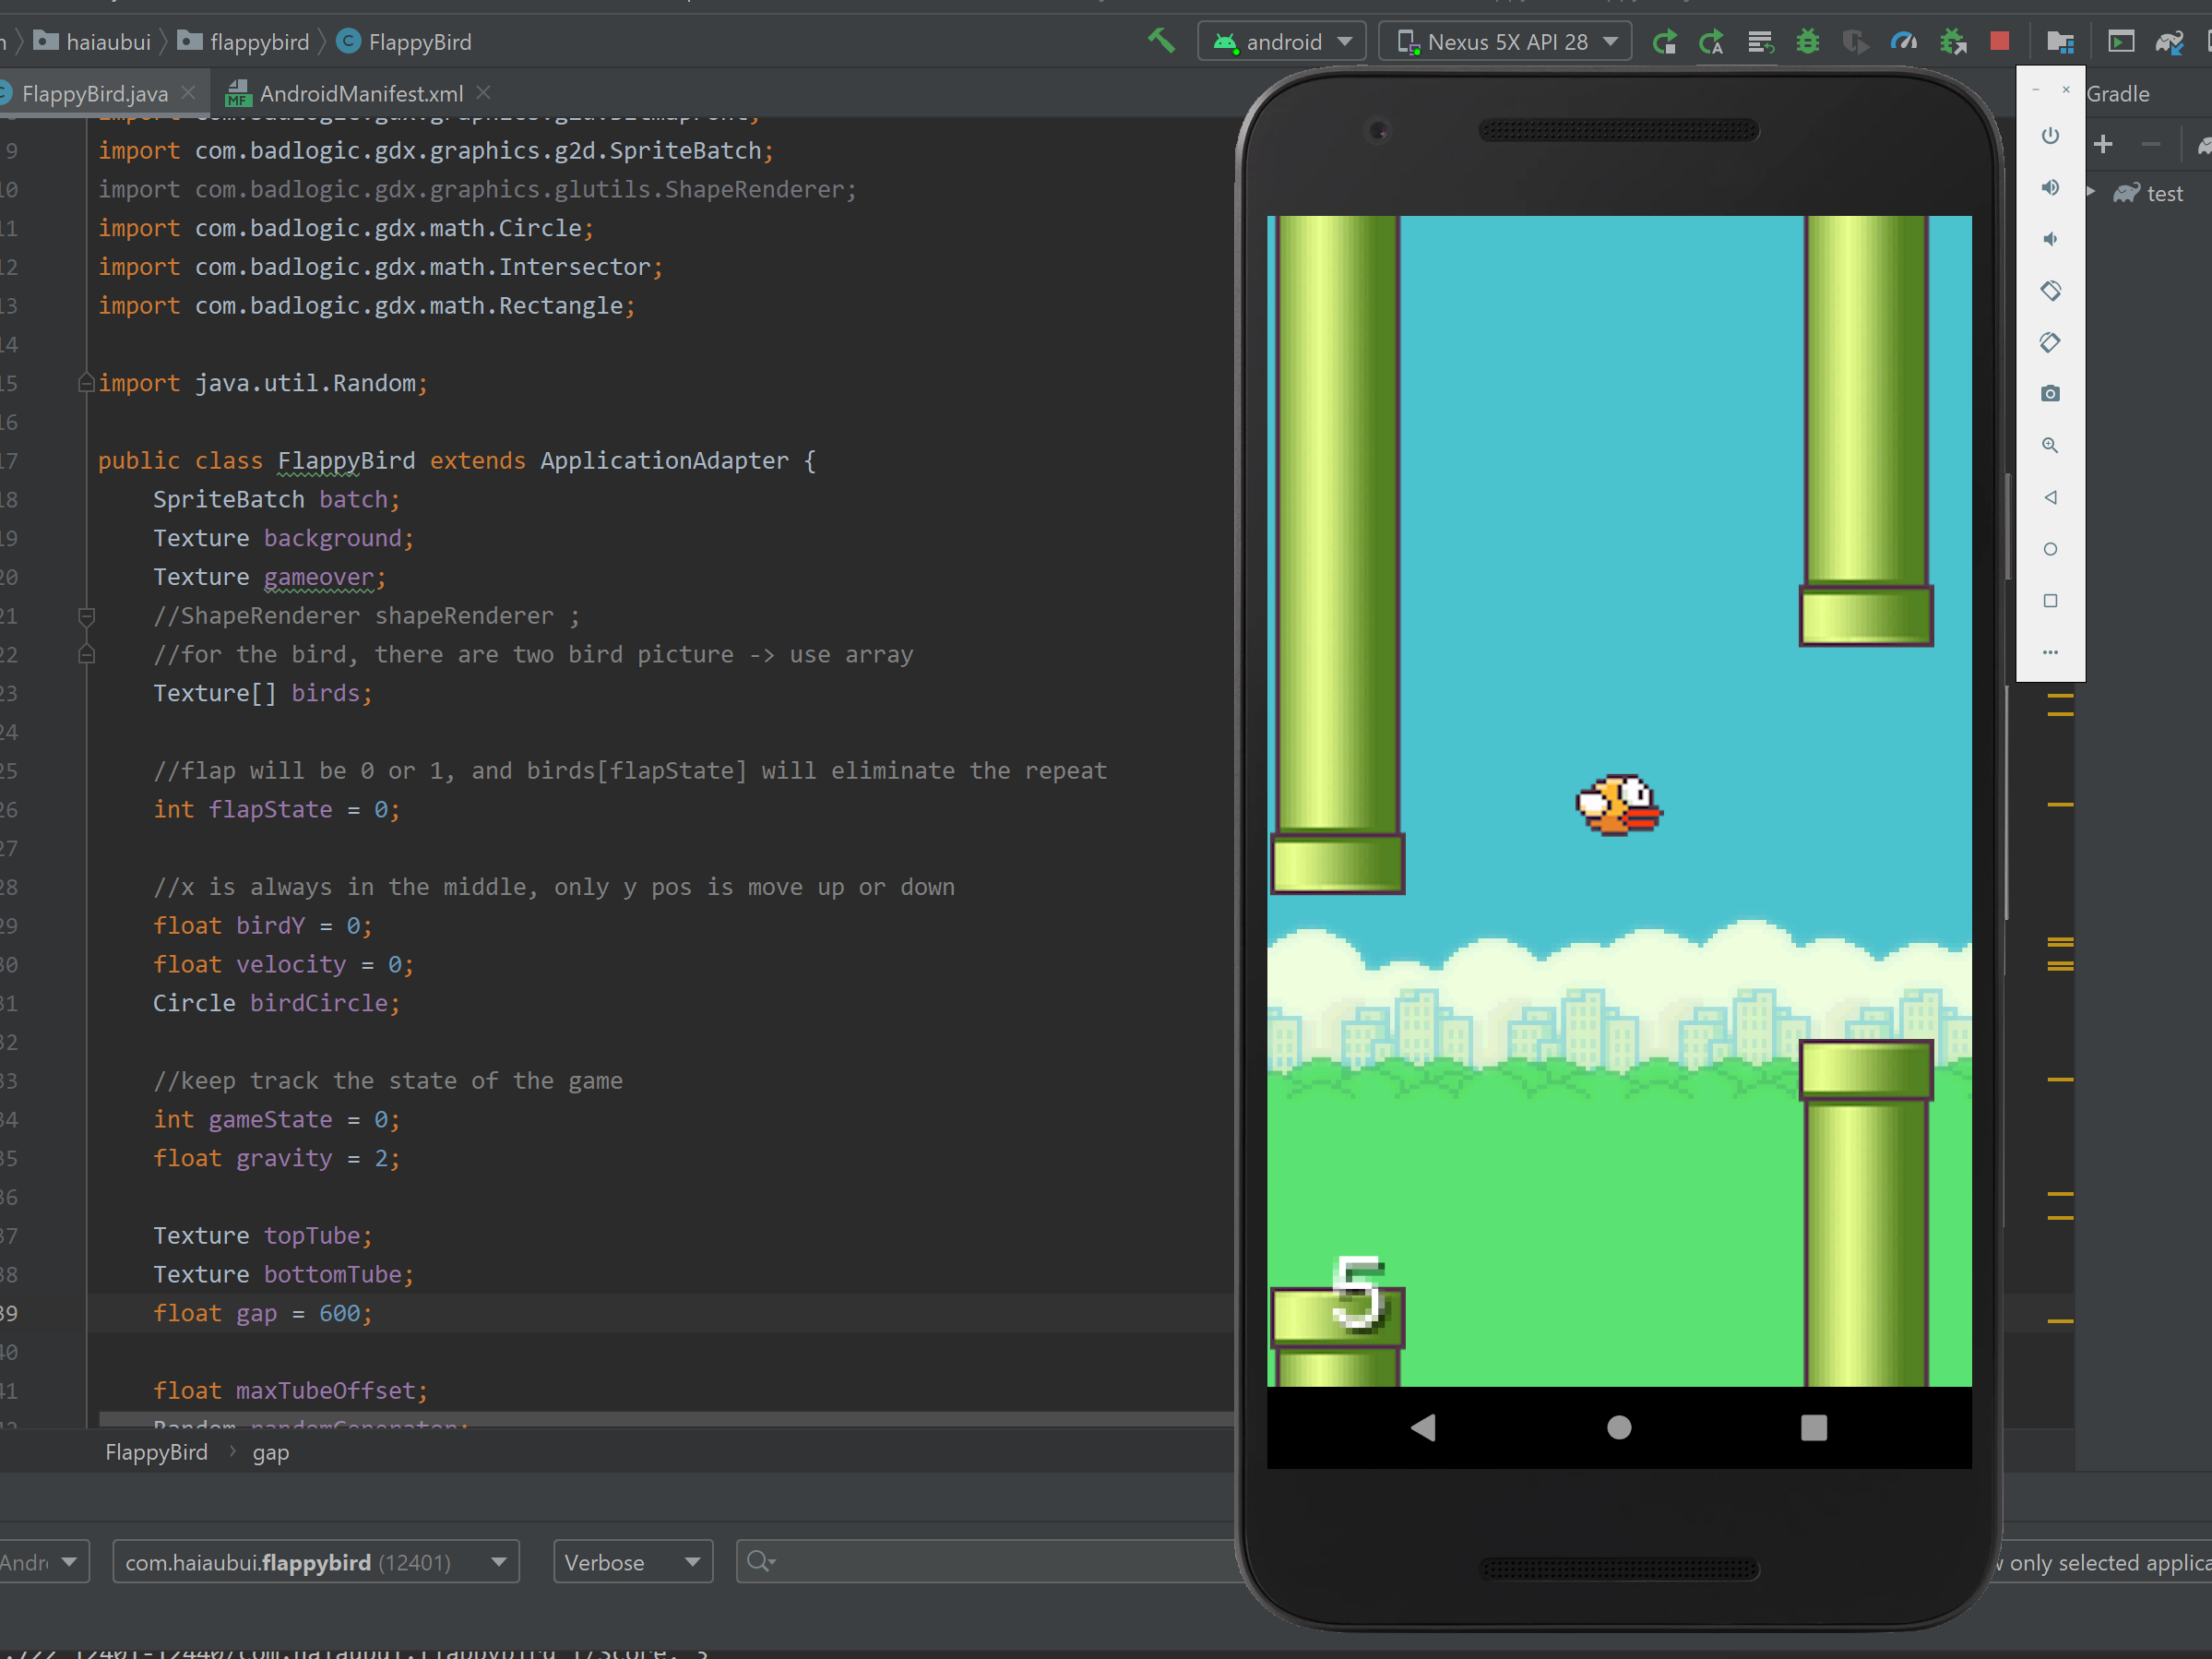 haiaubui flappybird FlappyBird android Nexus 5X API 28
FlappyBird.java AndroidManifest.xml Gradle
9 import com.badlogic.gdx.graphics.g2d.SpriteBatch;
10 import com.badlogic.gdx.graphics.glutils.ShapeRenderer;
11 import com.badlogic.gdx.math.Circle;
12 import com.badlogic.gdx.math.Intersector;
13 import com.badlogic.gdx.math.Rectangle;
14
15 import java.util.Random;
16
17 public class FlappyBird extends ApplicationAdapter {
18 SpriteBatch batch;
19 Texture background;
20 Texture gameover;
21 //ShapeRenderer shapeRenderer ;
22 //for the bird, there are two bird picture -> use array
23 Texture[] birds;
24
25 //flap will be 0 or 1, and birds[flapState] will eliminate the repeat
26 int flapState = 0;
27
28 //x is always in the middle, only y pos is move up or down
29 float birdY = 0;
30 float velocity = 0;
31 Circle birdCircle;
32
33 //keep track the state of the game
34 int gameState = 0;
35 float gravity = 2;
36
37 Texture topTube;
38 Texture bottomTube;
39 float gap = 600;
40
41 float maxTubeOffset;
test
5
FlappyBird gap
com.haiaubui.flappybird (12401) Verbose only selected applica